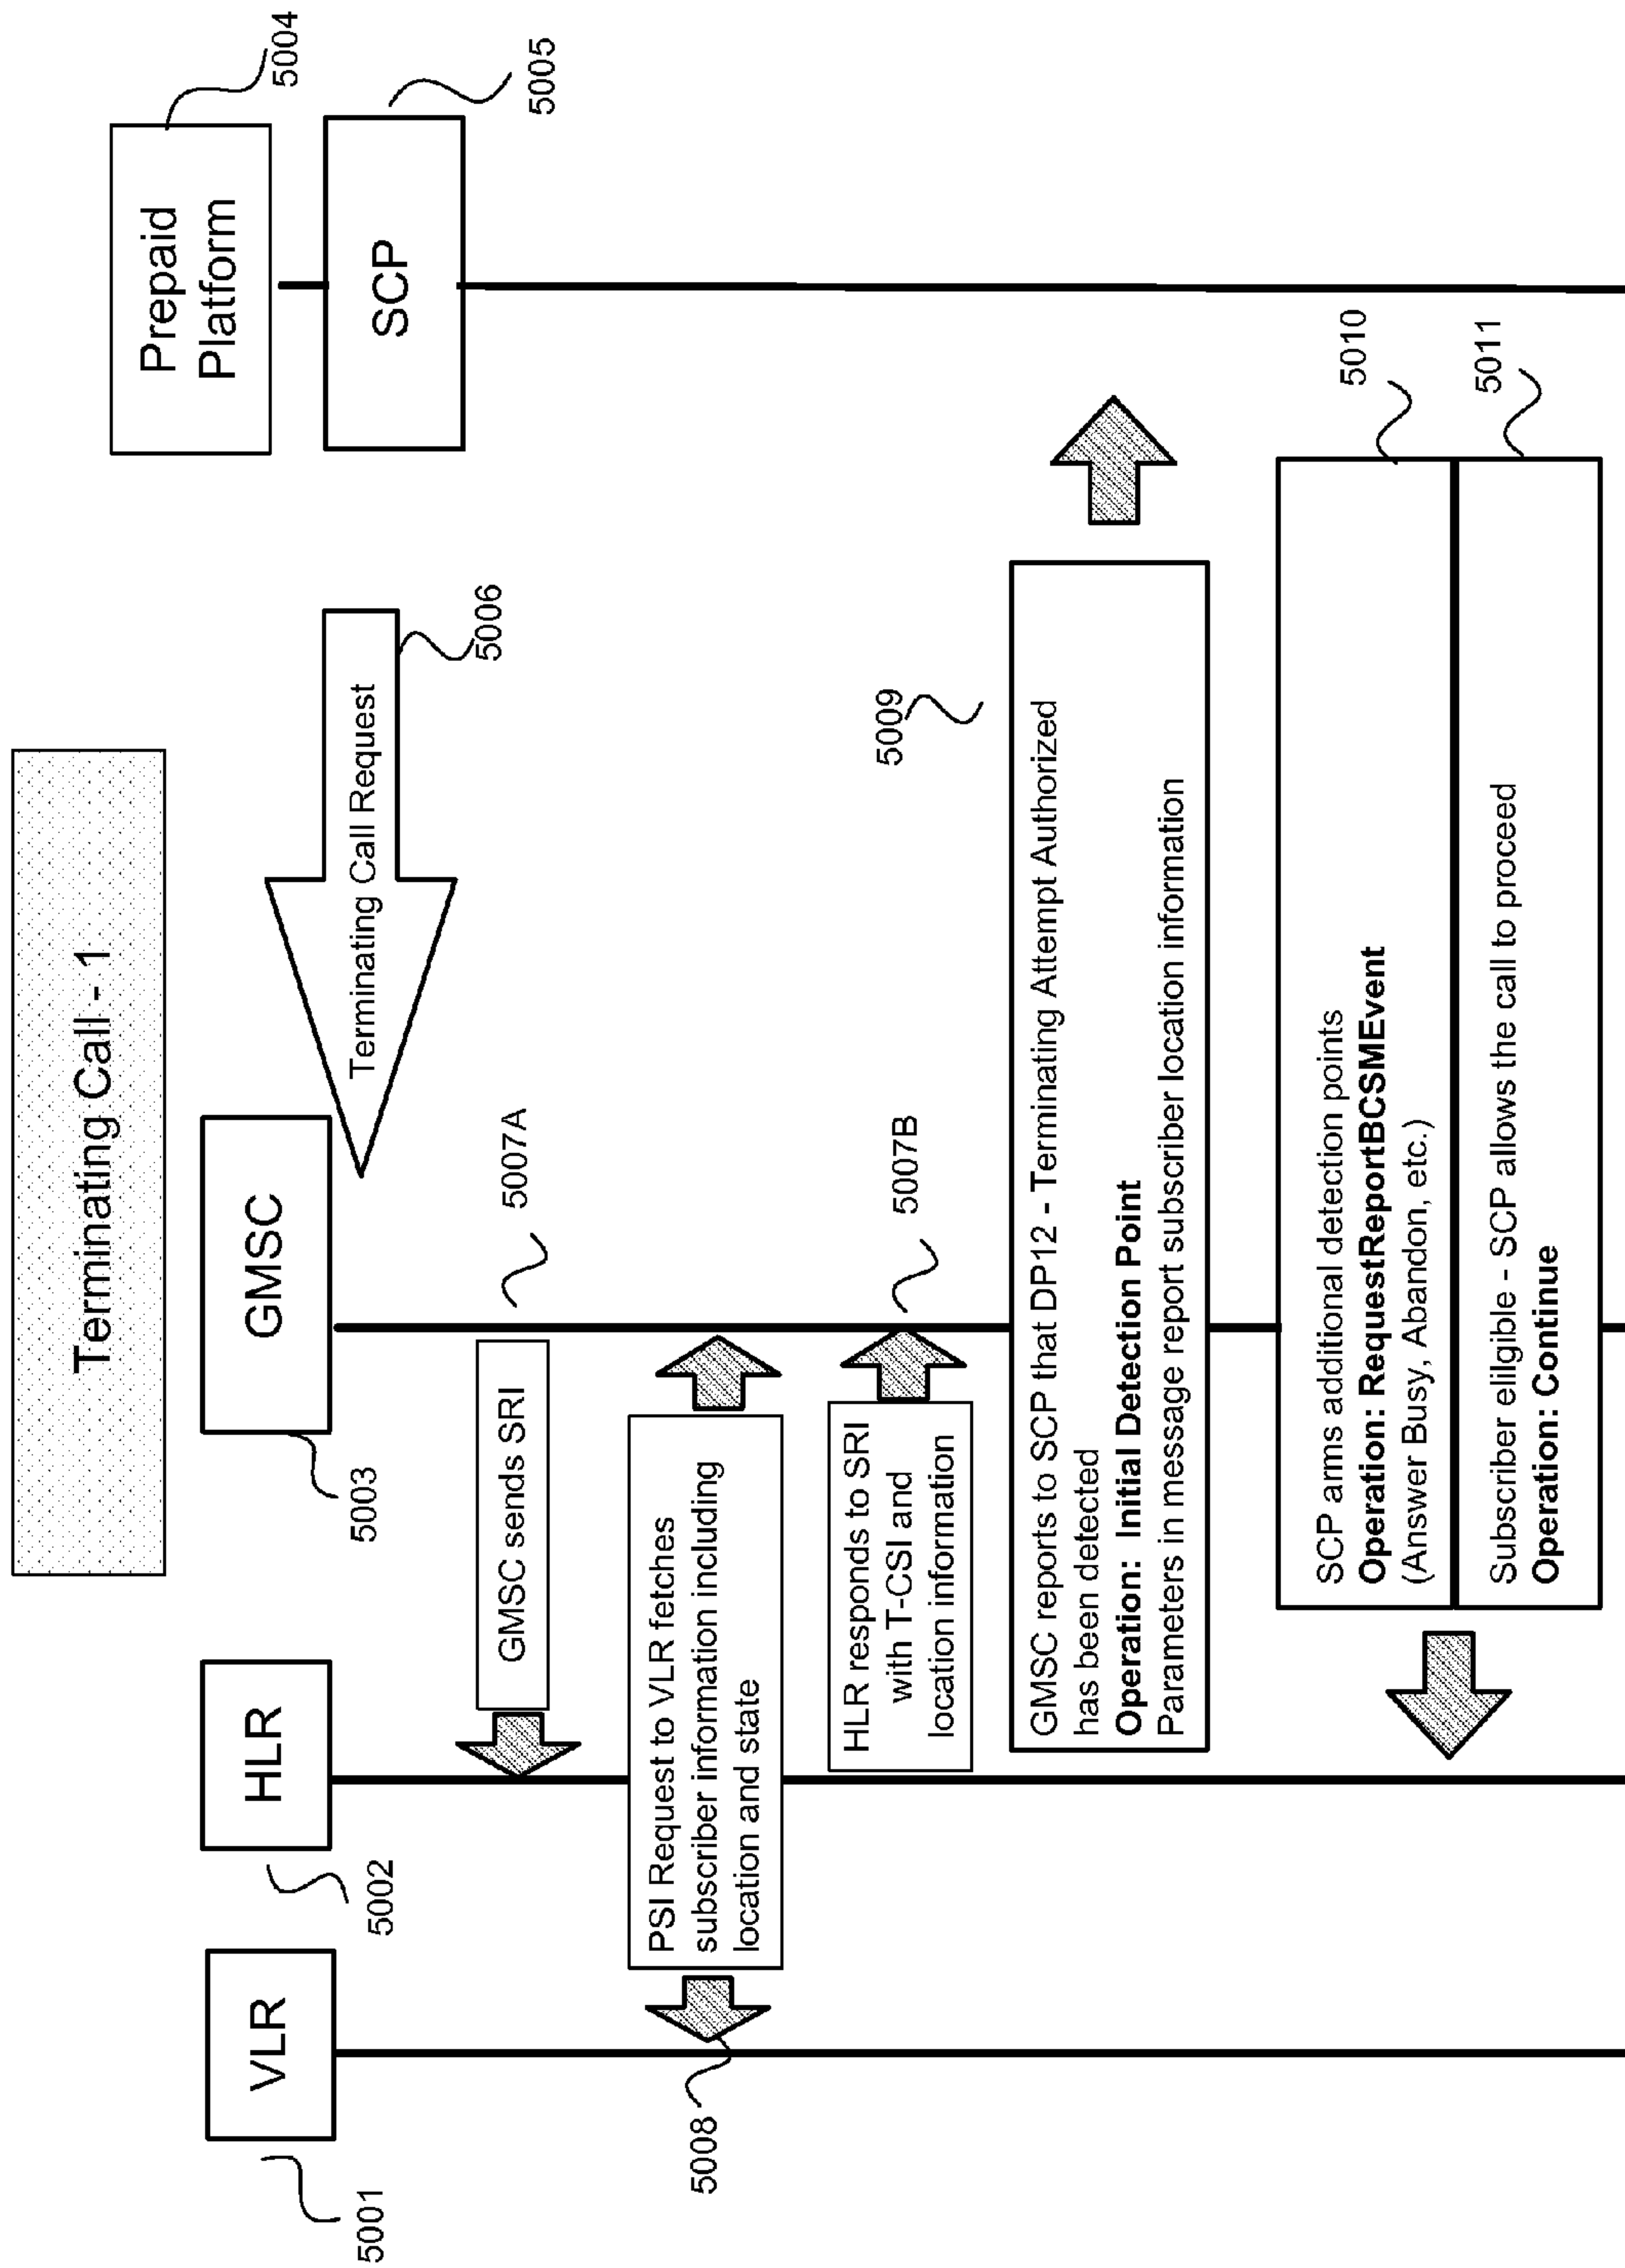 Terminating Call - 1
Prepaid
Platform
5004
VLR
HLR
GMSC
SCP
5001
5002
5003
5005
Terminating Call Request
5006
GMSC sends SRI
5007A
PSI Request to VLR fetches
subscriber information including
location and state
5008
HLR responds to SRI
with T-CSI and
location information
5007B
5009
GMSC reports to SCP that DP12 - Terminating Attempt Authorized
has been detected
Operation: Initial Detection Point
Parameters in message report subscriber location information
SCP arms additional detection points
Operation: RequestReportBCSMEvent
(Answer Busy, Abandon, etc.)
5010
Subscriber eligible - SCP allows the call to proceed
Operation: Continue
5011